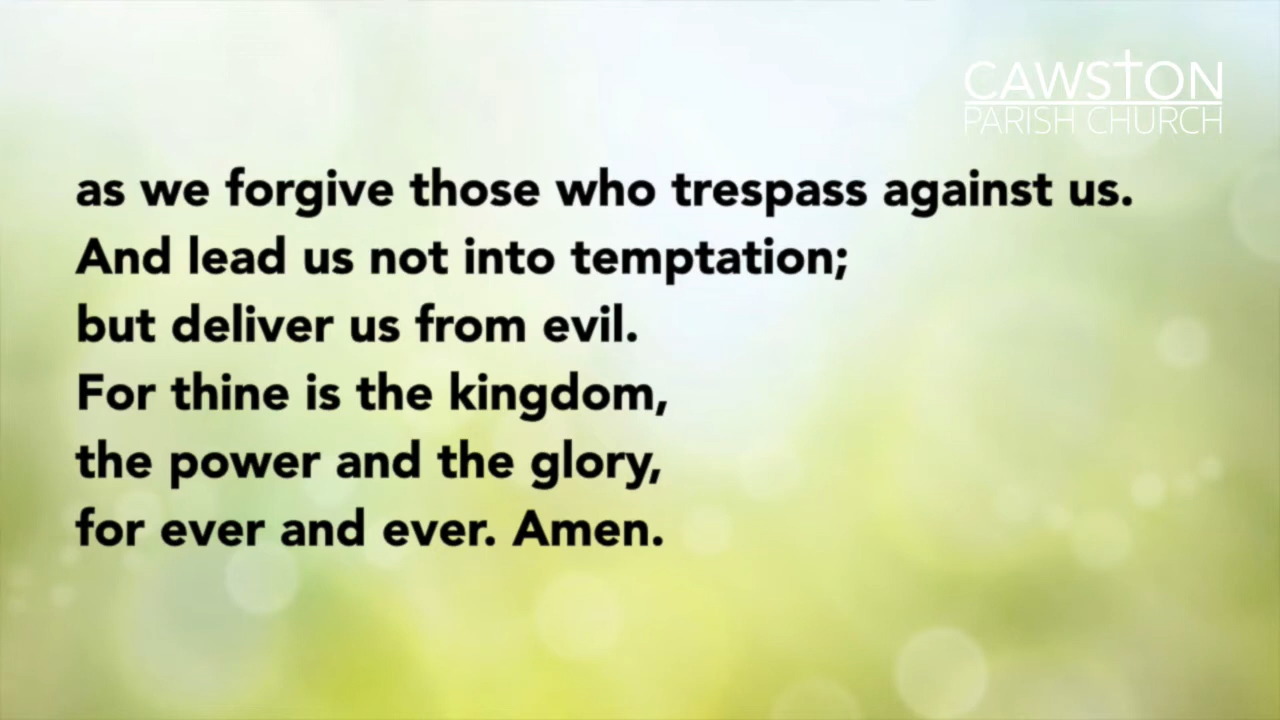 CAWSTON
PARISH CHURCH
as we forgive those who trespass against us.
And lead us not into temptation;
but deliver us from evil.
For thine is the kingdom,
the power and the glory,
for ever and ever. Amen.